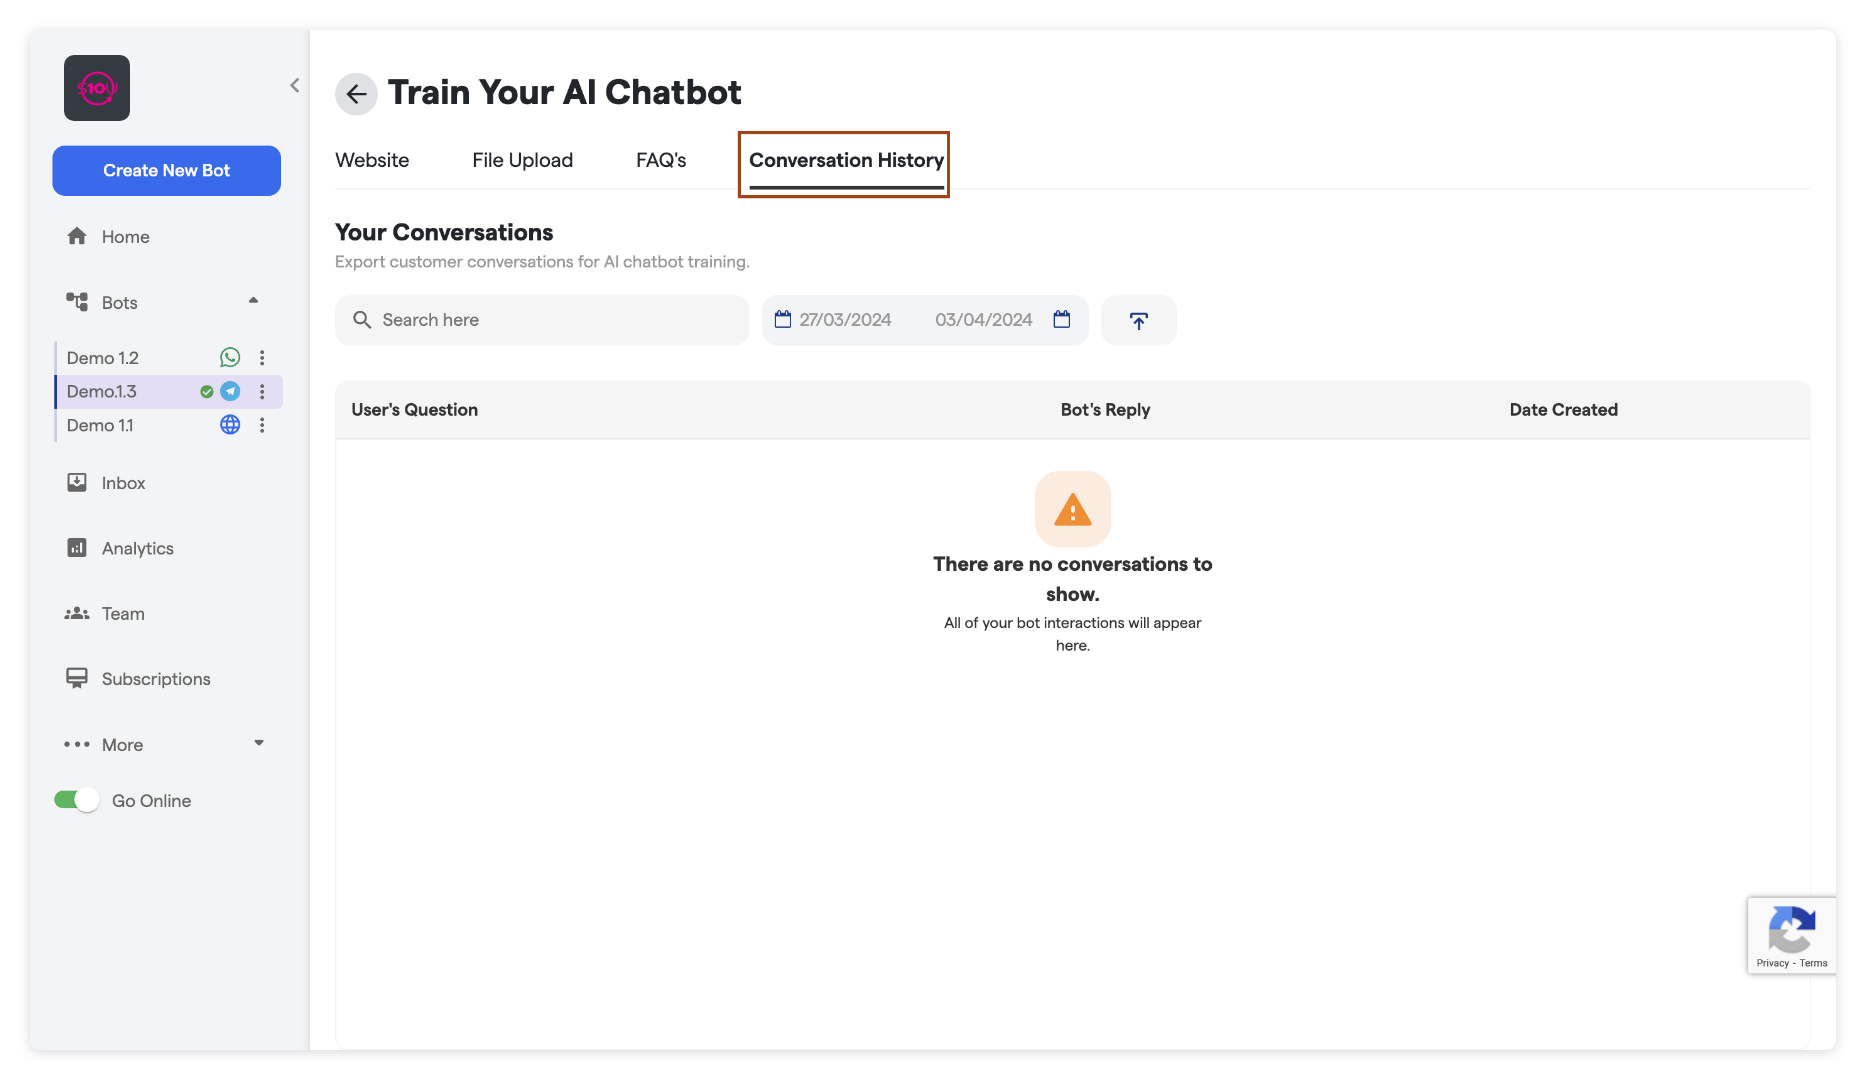 $10U
Train Your AI Chatbot
Create New Bot
Home
Bots
Demo 1.2
Demo.1.3
Demo 1.1
Inbox
Analytics
Team
Subscriptions
More
Go Online
Website
File Upload
FAQ's
Conversation History
Your Conversations
Export customer conversations for AI chatbot training.
Search here
27/03/2024
03/04/2024
User's Question
Bot's Reply
Date Created
There are no conversations to
show.
All of your bot interactions will appear
here.
Privacy - Terms